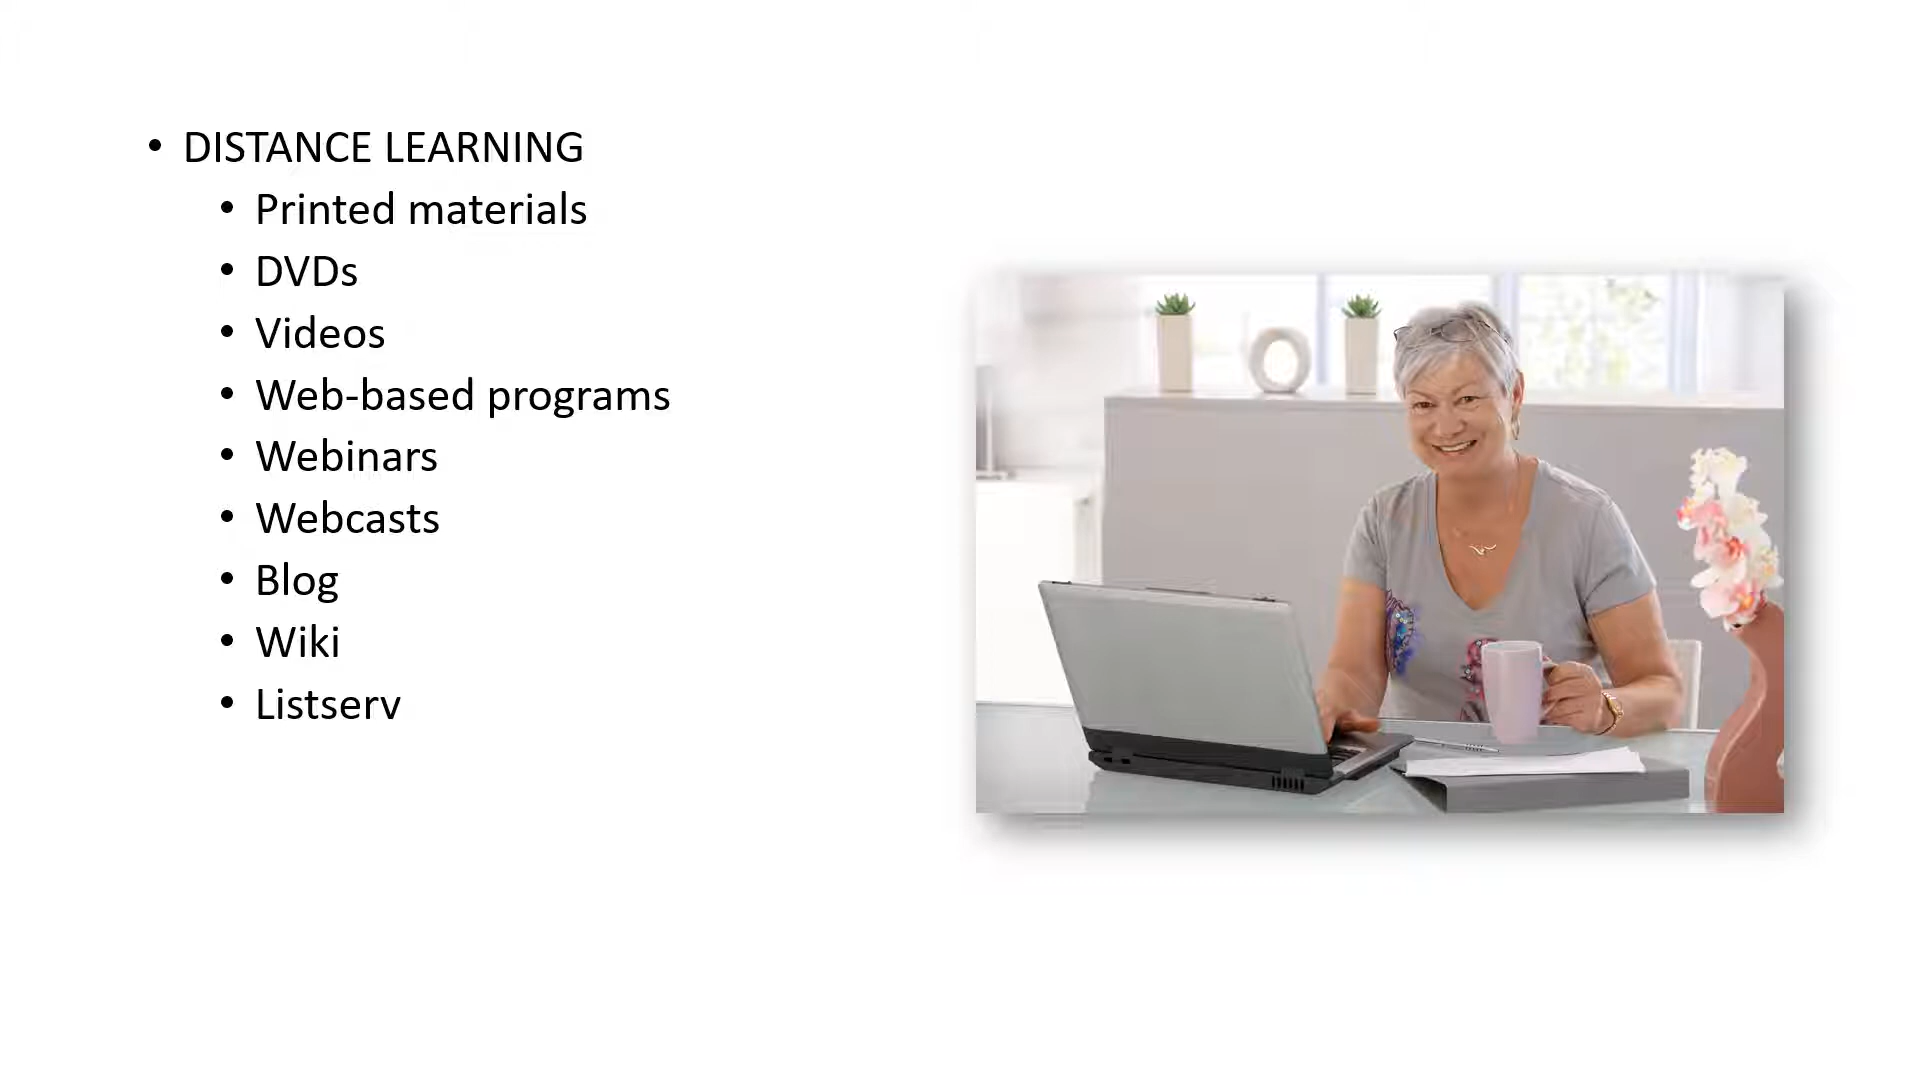 • DISTANCE LEARNING
• Printed materials
• DVDs
• Videos
• Web-based programs
• Webinars
• Webcasts
• Blog
• Wiki
• Listserv